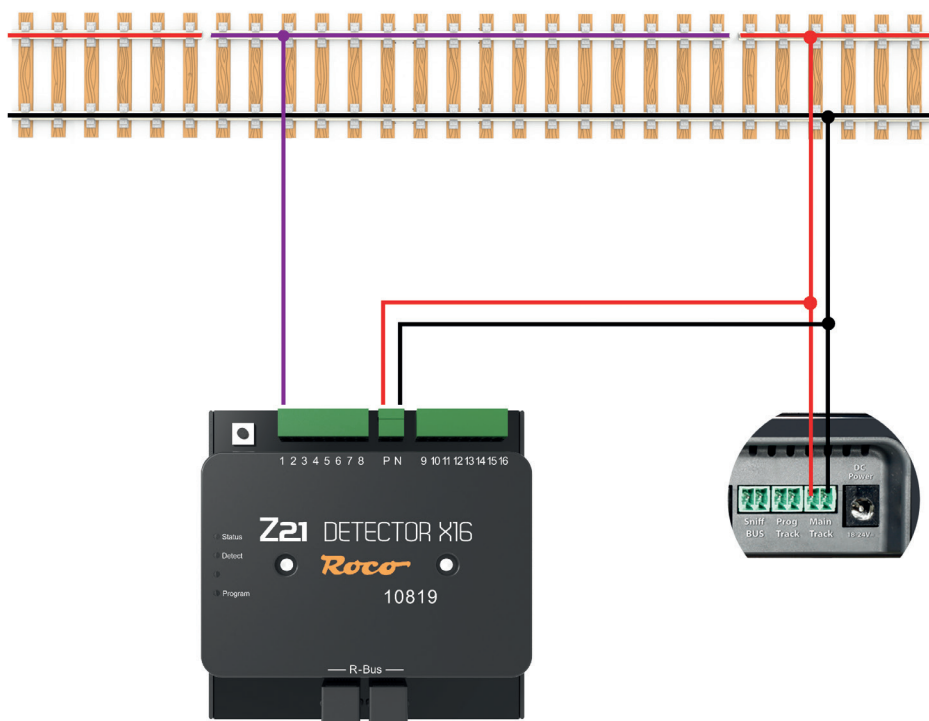 1 2 3 4 5 6 7 8 P N 9 10 11 12 13 14 15 16
Z21 DETECTOR X16
Roco
10819
Status
Detect
Program
R-Bus
DC
Power
Sniff
BUS
Prog
Track
Main
Track